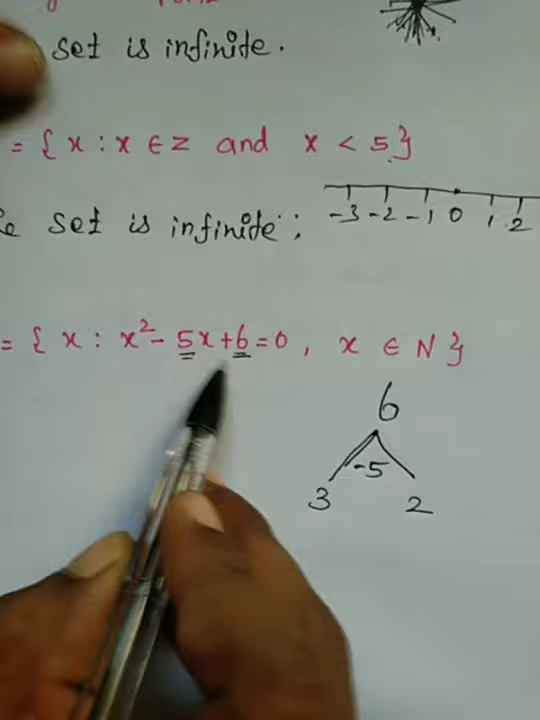 set is infinite.
= { x : x ∈ Z and x < 5 }
set is infinite ;
-3 -2 -1 0 1 2
= { x : x² - 5x + 6 = 0 , x ∈ N }
6
-5
3 2